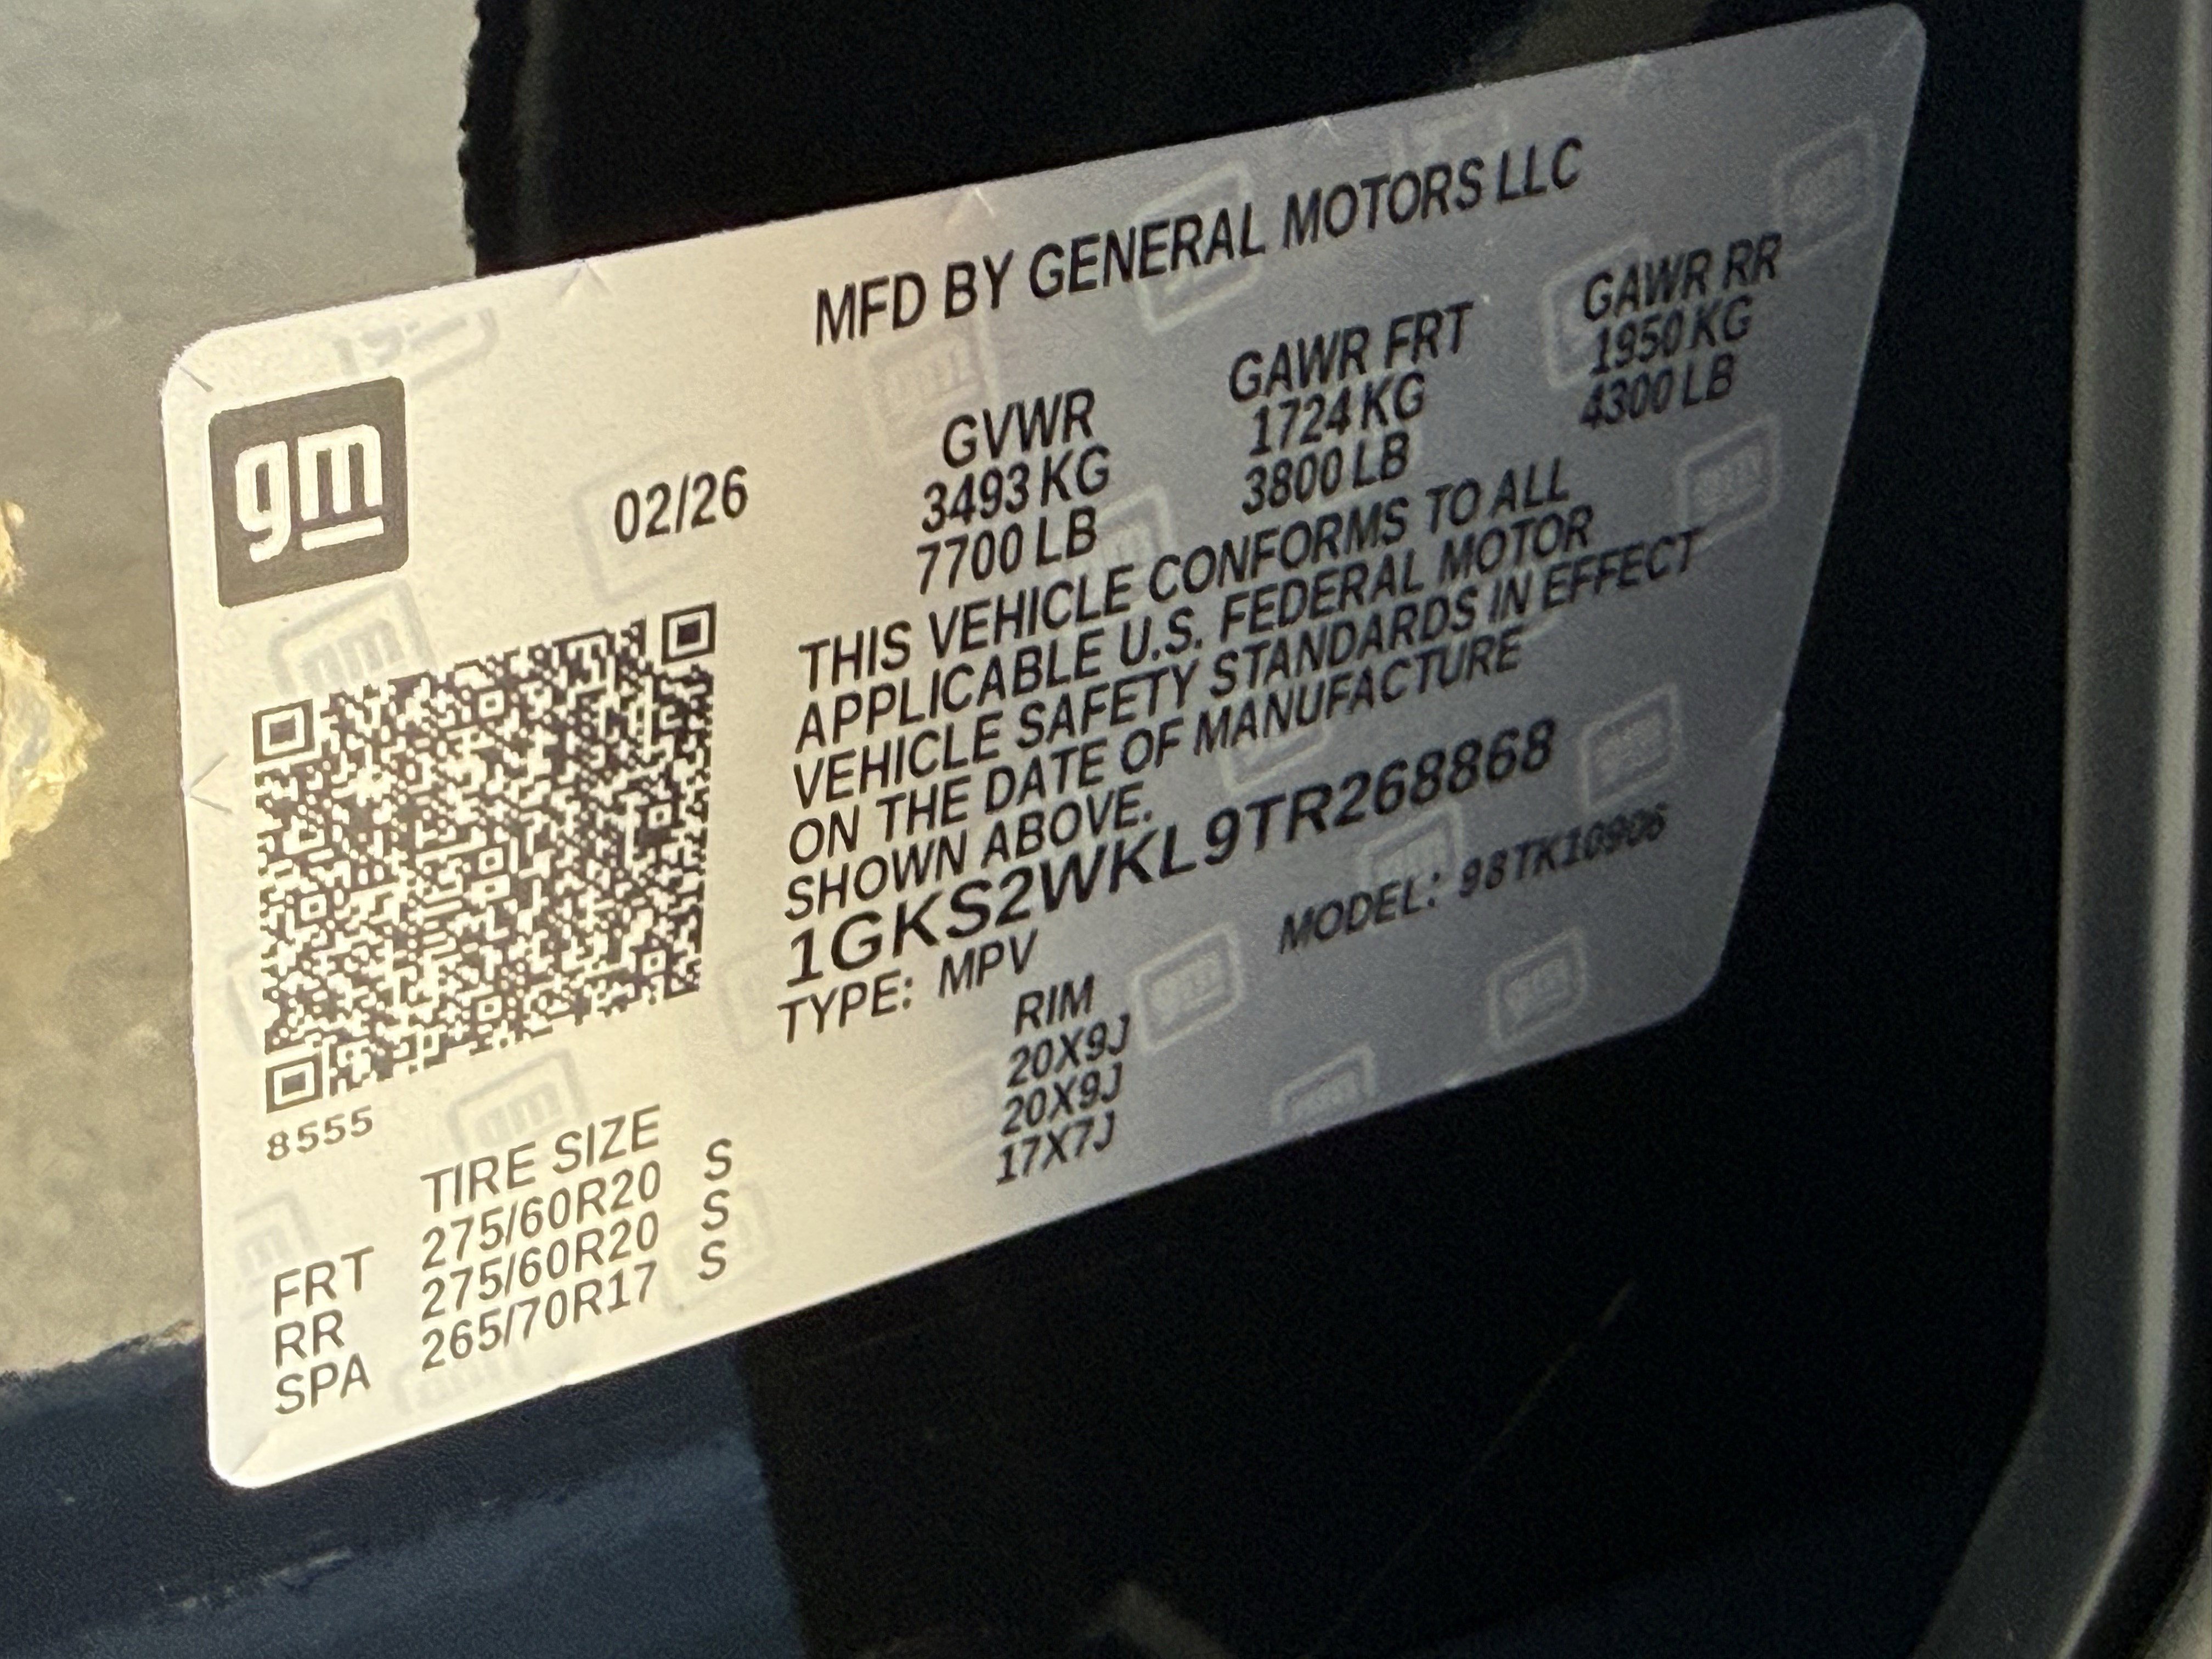 MFD BY GENERAL MOTORS LLC
gm
02/26
GVWR GAWR FRT GAWR RR
3493 KG 1724 KG 1950 KG
7700 LB 3800 LB 4300 LB
THIS VEHICLE CONFORMS TO ALL
APPLICABLE U.S. FEDERAL MOTOR
VEHICLE SAFETY STANDARDS IN EFFECT
ON THE DATE OF MANUFACTURE
SHOWN ABOVE.
1GKS2WKL9TR268868
TYPE: MPV MODEL: 98TK10906
8555
TIRE SIZE RIM
FRT 275/60R20 S 20X9J
RR 275/60R20 S 20X9J
SPA 265/70R17 S 17X7J